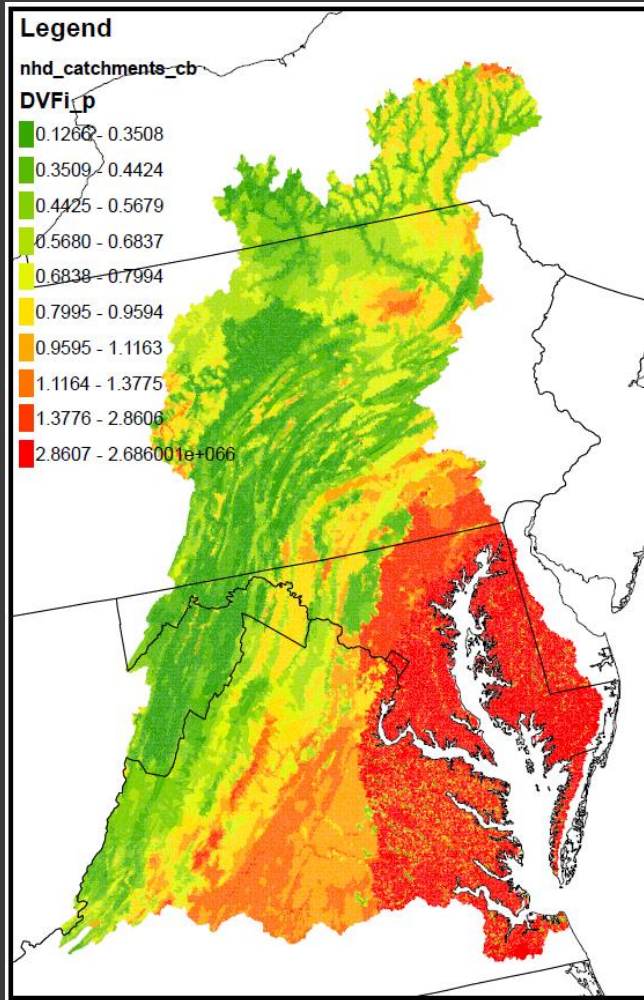 Legend
nhd_catchments_cb
DVFi_p
0.1266 - 0.3508
0.3509 - 0.4424
0.4425 - 0.5679
0.5680 - 0.6837
0.6838 - 0.7994
0.7995 - 0.9594
0.9595 - 1.1163
1.1164 - 1.3775
1.3776 - 2.8606
2.8607 - 2.686001e+066